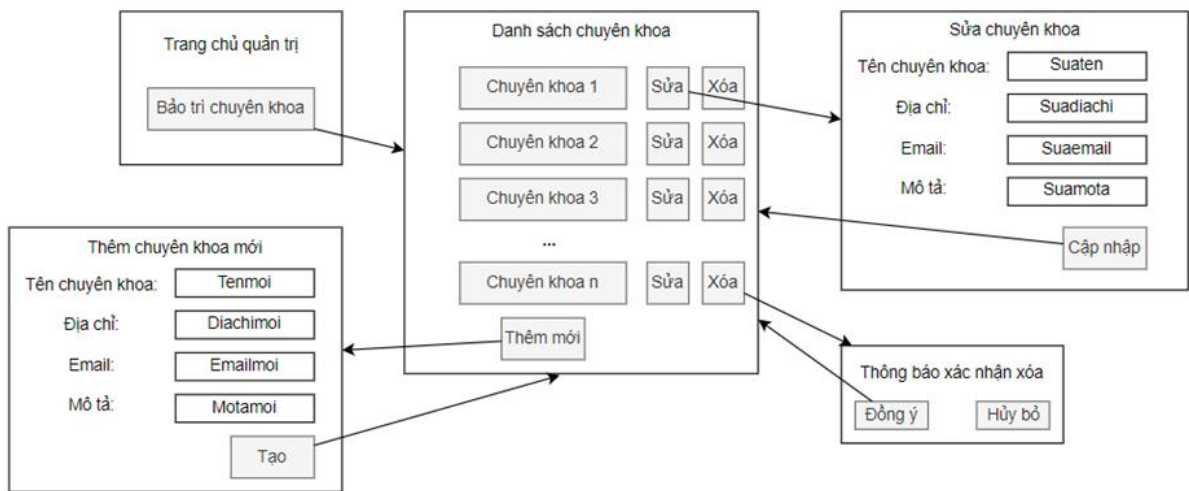 Trang chủ quản trị
Bảo trì chuyên khoa
Danh sách chuyên khoa
Chuyên khoa 1 Sửa Xóa
Chuyên khoa 2 Sửa Xóa
Chuyên khoa 3 Sửa Xóa
...
Chuyên khoa n Sửa Xóa
Thêm mới
Sửa chuyên khoa
Tên chuyên khoa: Suaten
Địa chỉ: Suadiachi
Email: Suaemail
Mô tả: Suamota
Cập nhập
Thêm chuyên khoa mới
Tên chuyên khoa: Tenmoi
Địa chỉ: Diachimoi
Email: Emailmoi
Mô tả: Motamoi
Tạo
Thông báo xác nhận xóa
Đồng ý Hủy bỏ